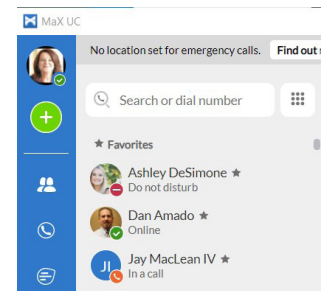 MaX UC
No location set for emergency calls. Find out
Search or dial number
Favorites
Ashley DeSimone
Do not disturb
Dan Amado
Online
JI
Jay MacLean IV
In a call